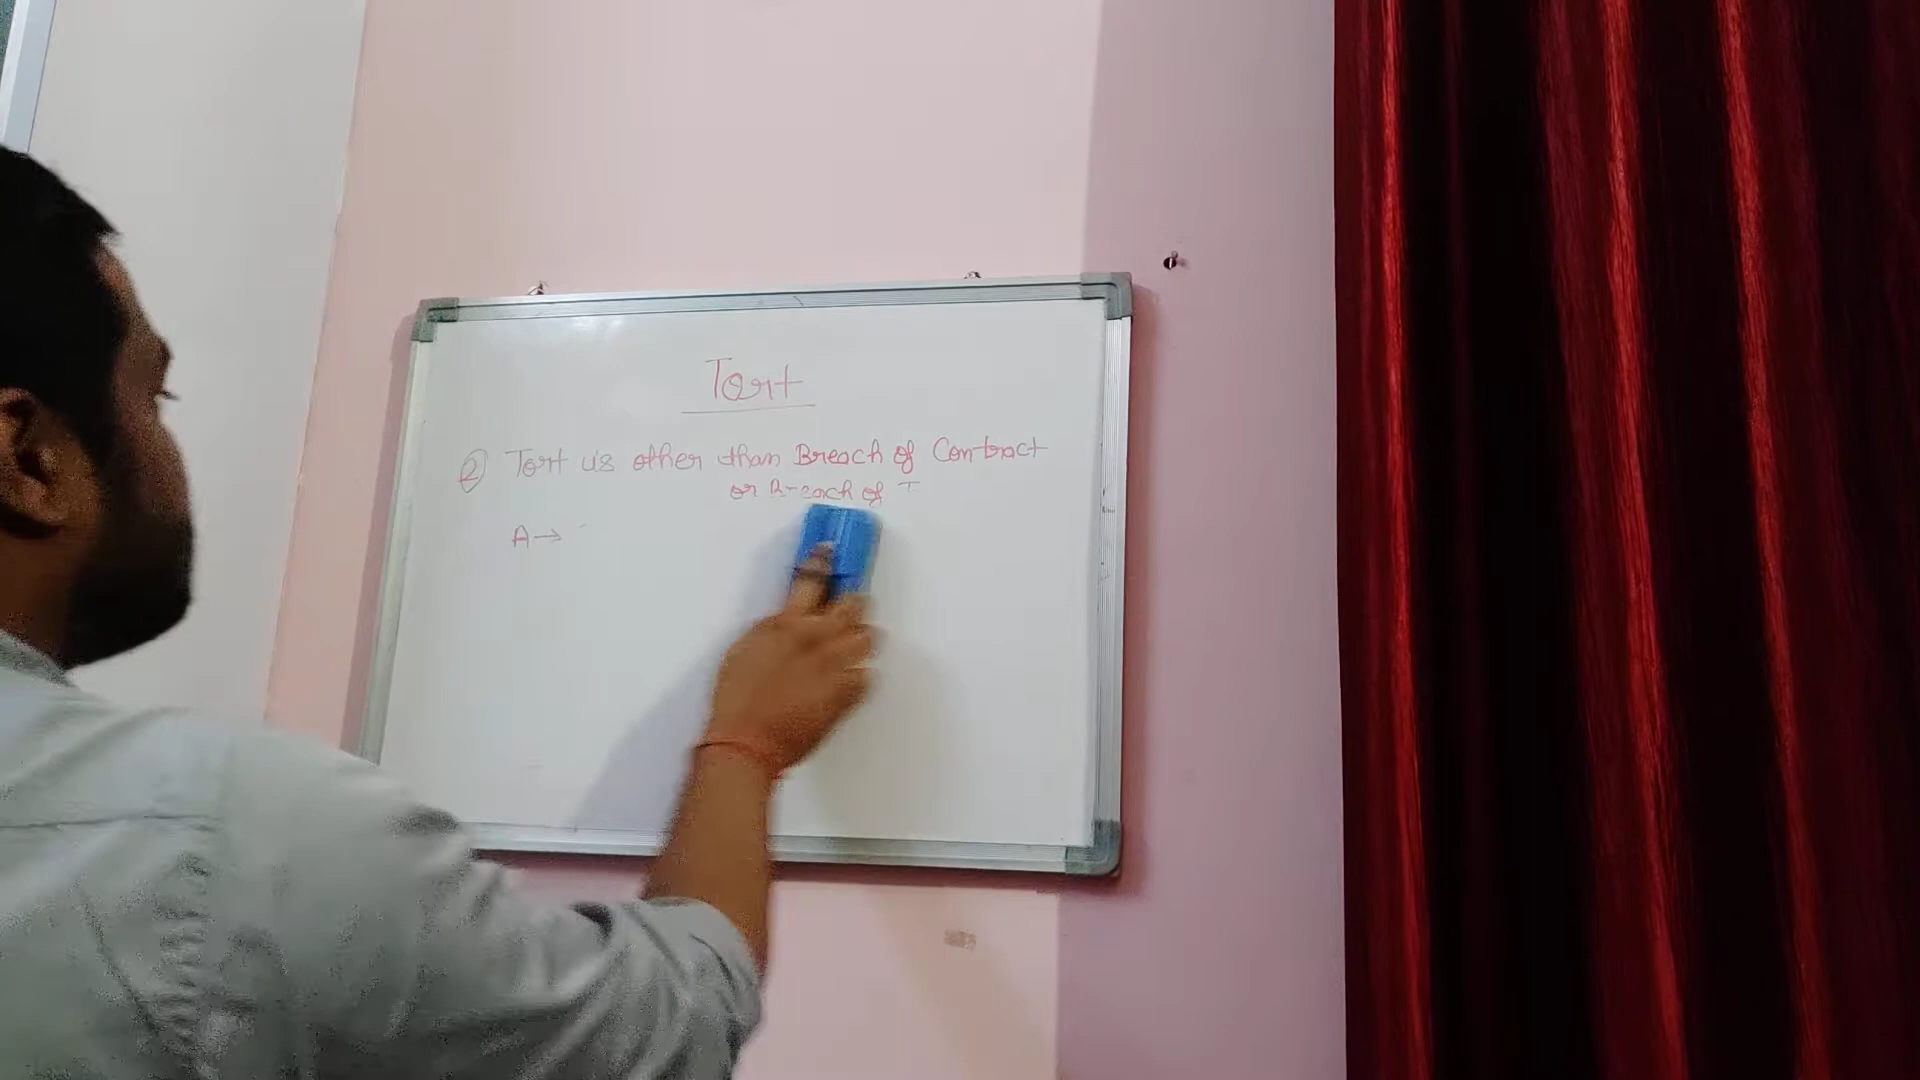 Tort
② Tort is other than Breach of Contract
or Breach of T
A →